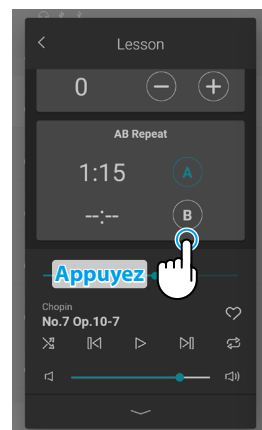 Lesson
0
AB Repeat
1:15 A
--:-- B
Appuyez
Chopin
No.7 Op.10-7